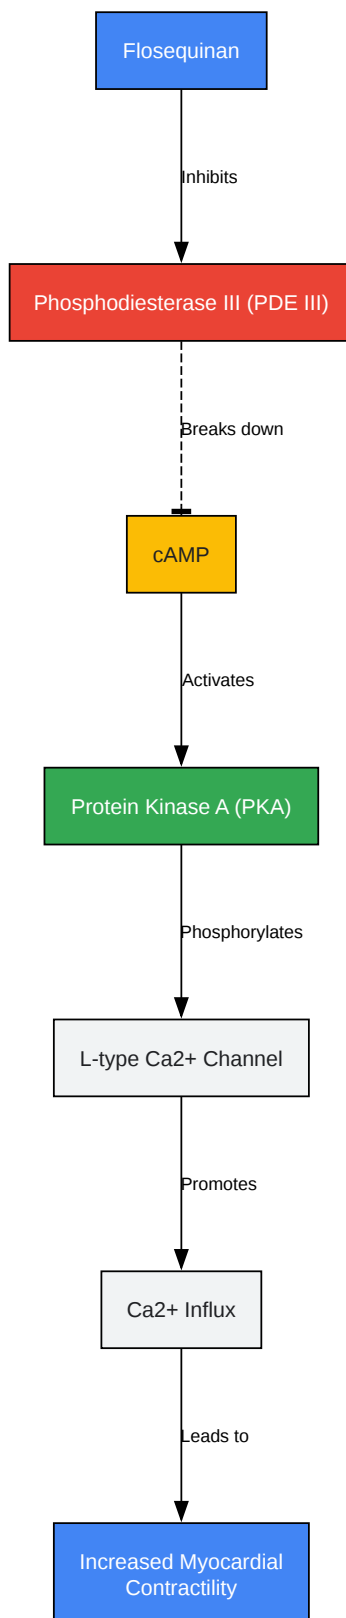 Flosequinan
Inhibits
Phosphodiesterase III (PDE III)
Breaks down
cAMP
Activates
Protein Kinase A (PKA)
Phosphorylates
L-type Ca2+ Channel
Promotes
Ca2+ Influx
Leads to
Increased Myocardial
Contractility